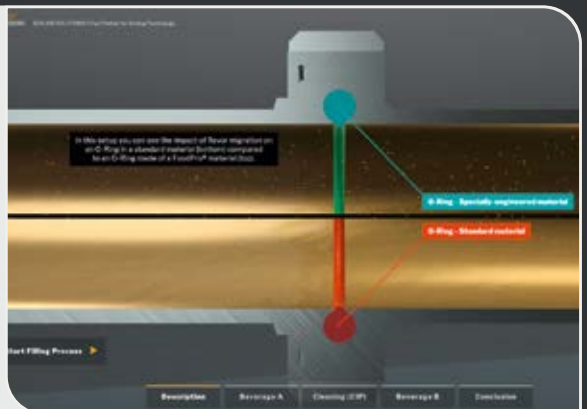 In this setup you can see the impact of flavor migration on
an O-Ring in a standard material (bottom) compared
to an O-Ring made of a FoodPro® material (top).
O-Ring - Specially engineered material
O-Ring - Standard material
tart Filling Process
Description
Beverage A
Cleaning (CIP)
Beverage B
Conclusion